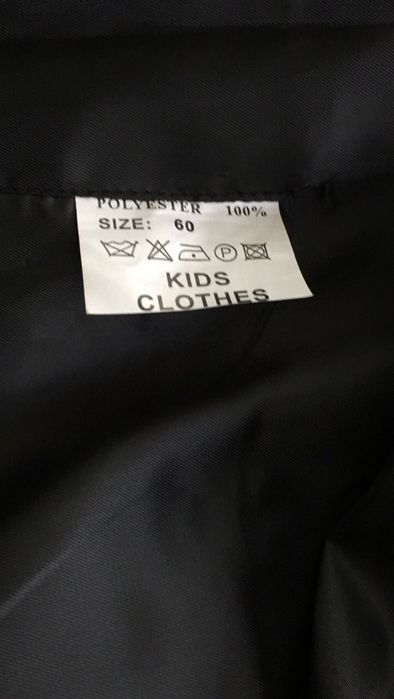 POLYESTER 100%
SIZE: 60
P
KIDS
CLOTHES